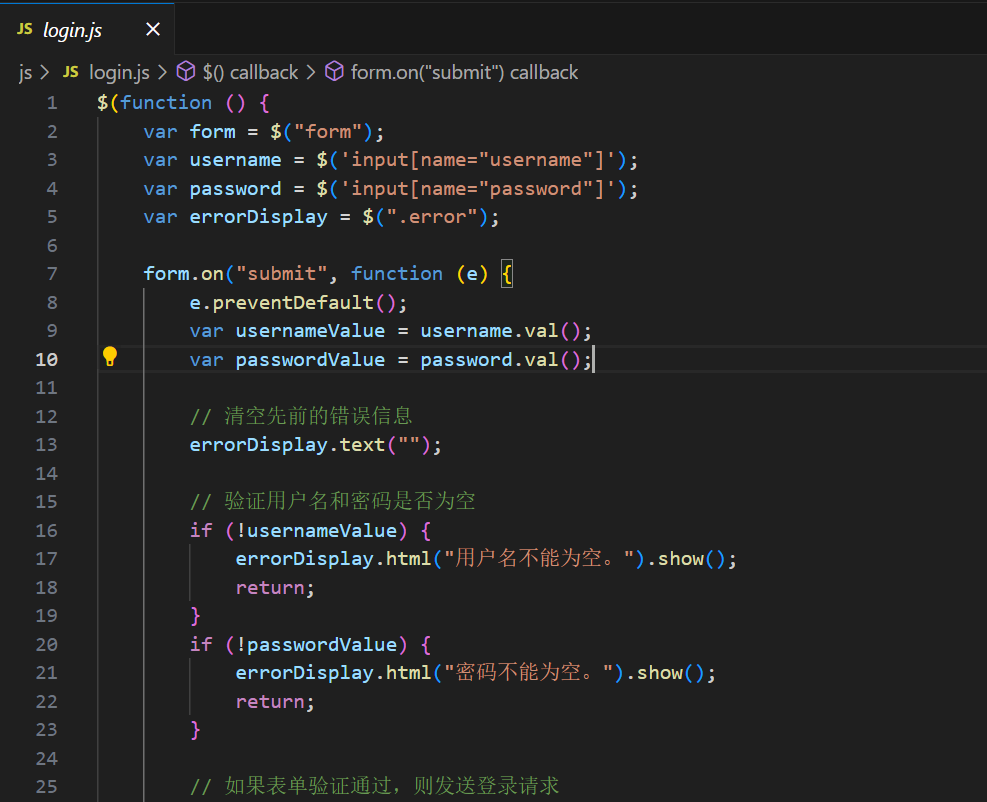 JS login.js ×
js > JS login.js > $() callback > form.on("submit") callback
1 $(function () {
2 var form = $("form");
3 var username = $('input[name="username"]');
4 var password = $('input[name="password"]');
5 var errorDisplay = $(".error");
6
7 form.on("submit", function (e) {
8 e.preventDefault();
9 var usernameValue = username.val();
10 var passwordValue = password.val();
11
12 // 清空先前的错误信息
13 errorDisplay.text("");
14
15 // 验证用户名和密码是否为空
16 if (!usernameValue) {
17 errorDisplay.html("用户名不能为空。").show();
18 return;
19 }
20 if (!passwordValue) {
21 errorDisplay.html("密码不能为空。").show();
22 return;
23 }
24
25 // 如果表单验证通过，则发送登录请求